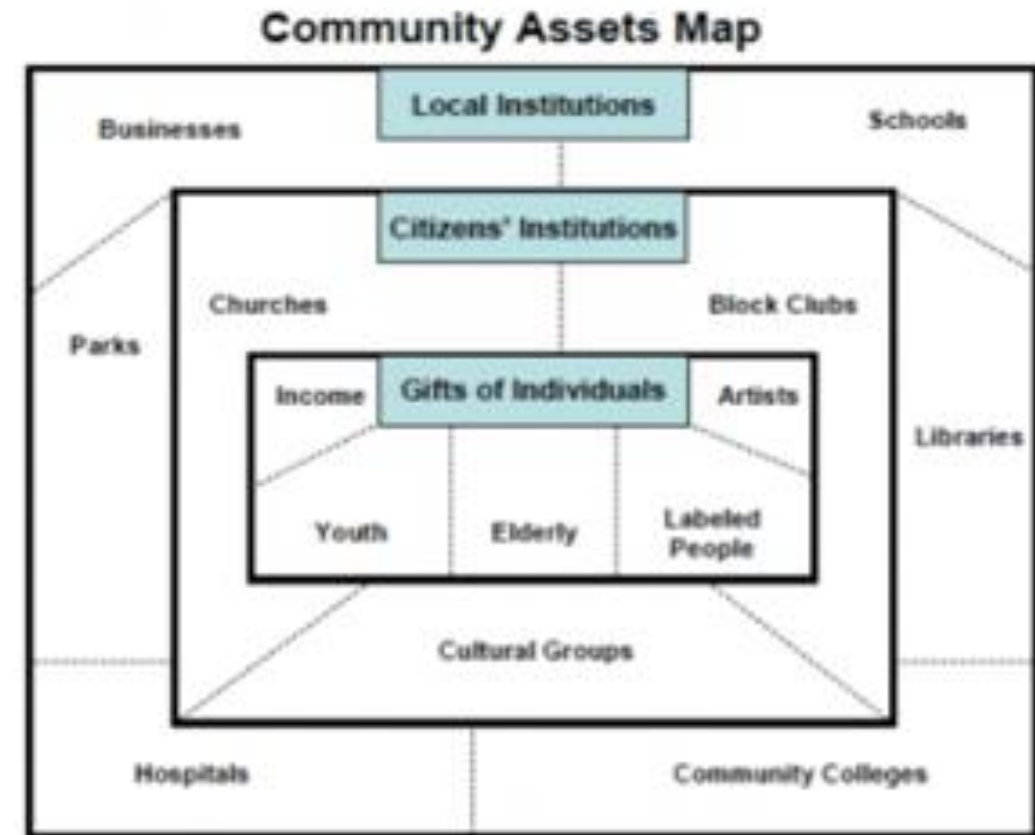 Community Assets Map
Local Institutions
Businesses
Schools
Citizens' Institutions
Churches
Block Clubs
Parks
Income
Gifts of Individuals
Artists
Libraries
Youth
Elderly
Labeled
People
Cultural Groups
Hospitals
Community Colleges